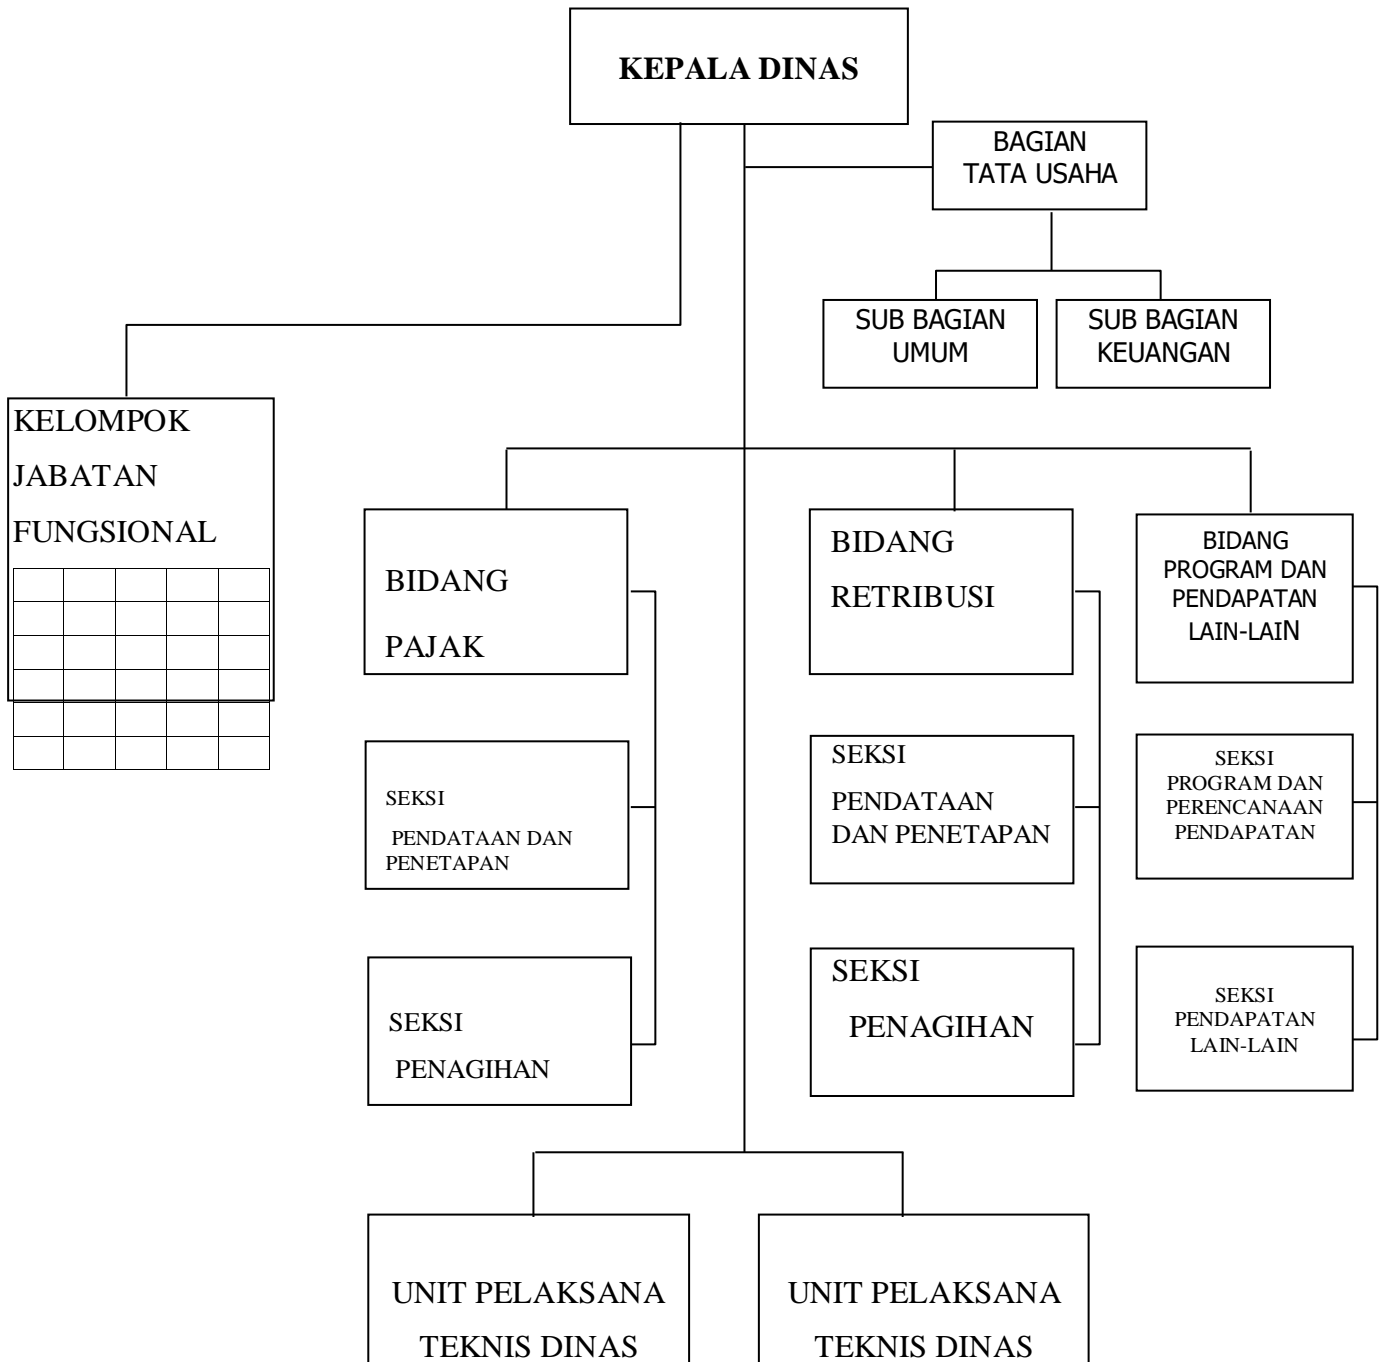 KEPALA DINAS
BAGIAN
TATA USAHA
SUB BAGIAN
UMUM
SUB BAGIAN
KEUANGAN
KELOMPOK
JABATAN
FUNGSIONAL
BIDANG
PAJAK
BIDANG
RETRIBUSI
BIDANG
PROGRAM DAN
PENDAPATAN
LAIN-LAIN
SEKSI
PENDATAAN DAN
PENETAPAN
SEKSI
PENDATAAN
DAN PENETAPAN
SEKSI
PROGRAM DAN
PERENCANAAN
PENDAPATAN
SEKSI
PENAGIHAN
SEKSI
PENAGIHAN
SEKSI
PENDAPATAN
LAIN-LAIN
UNIT PELAKSANA
TEKNIS DINAS
UNIT PELAKSANA
TEKNIS DINAS